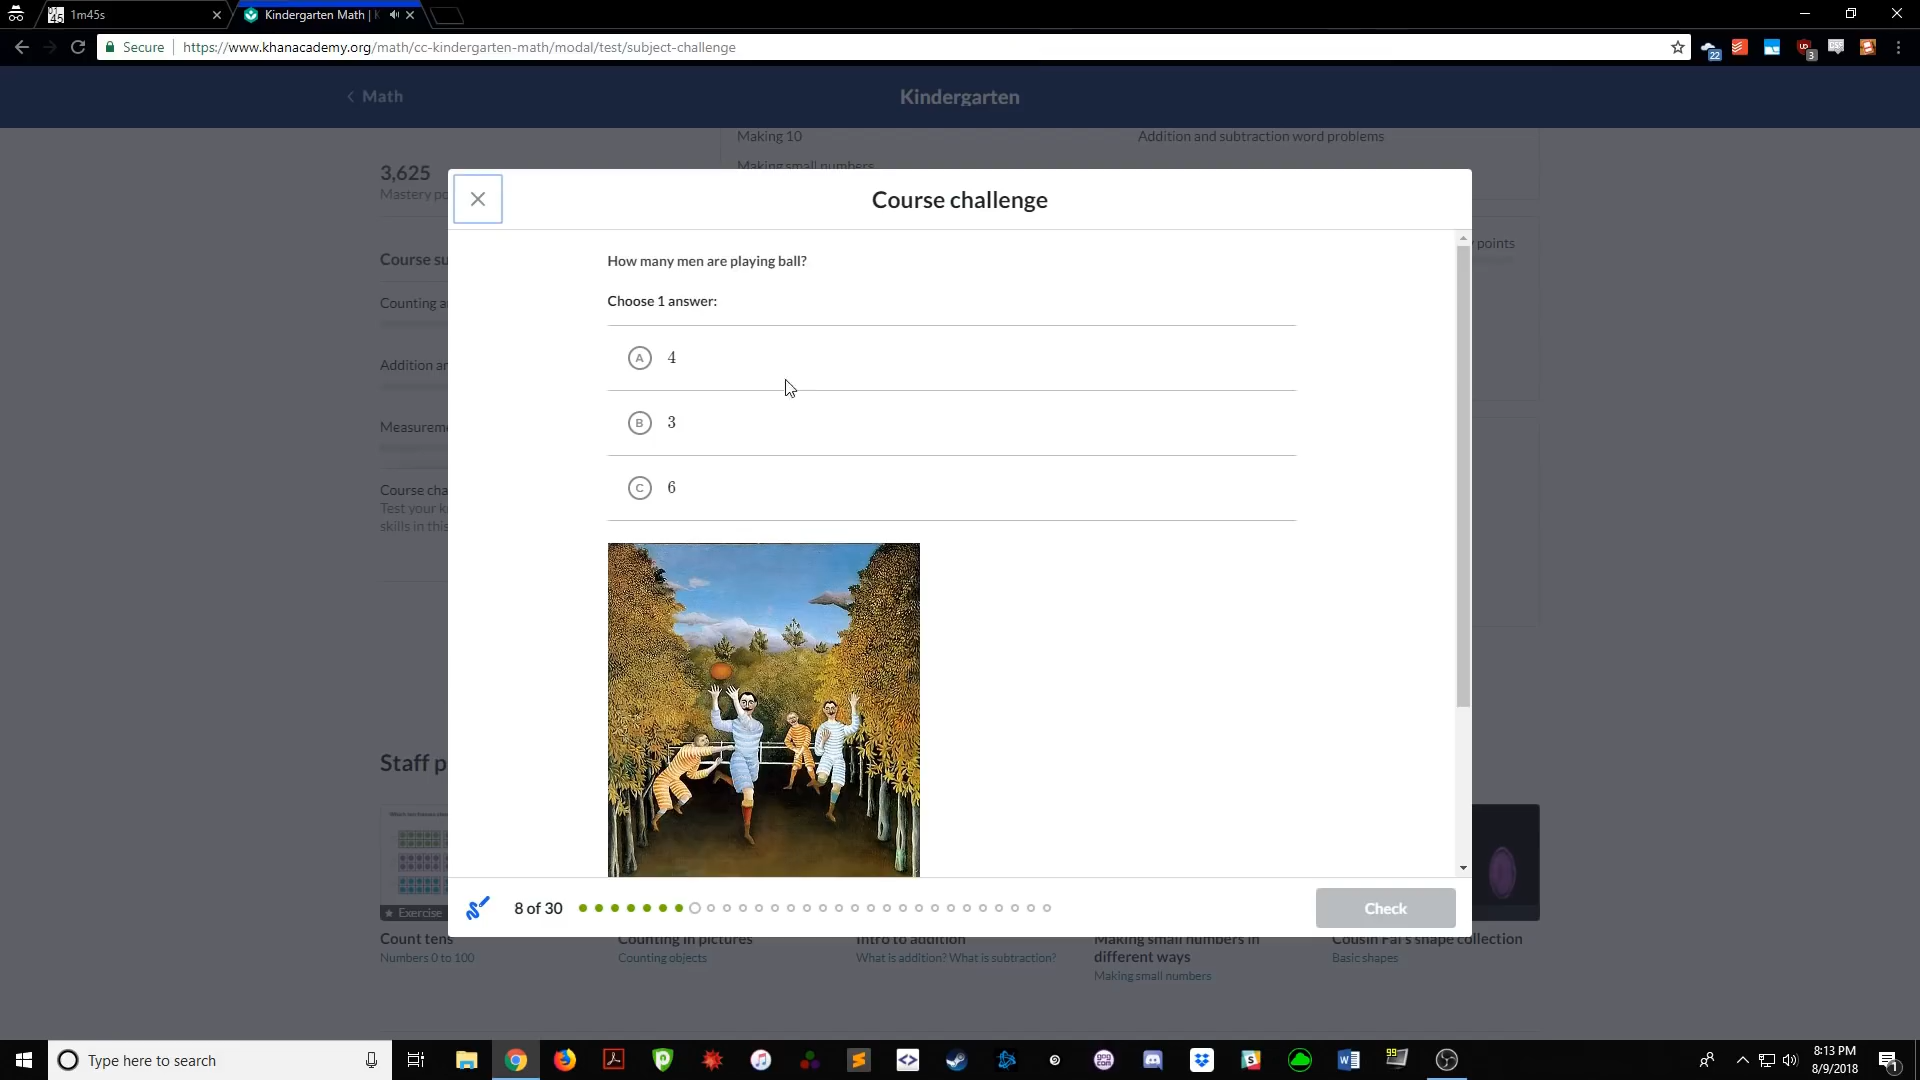 1m45s
Kindergarten Math |
Secure
https://www.khanacademy.org/math/cc-kindergarten-math/modal/test/subject-challenge
22
3
Math
Kindergarten
Making 10
Addition and subtraction word problems
Making small numbers
3,625
Mastery po
Course su
Counting a
Addition an
Measureme
Course cha
Test your k
skills in this
points
Course challenge
How many men are playing ball?
Choose 1 answer:
A 4
B 3
C 6
8 of 30
Check
Staff p
Exercise
Count tens
Numbers 0 to 100
Counting in pictures
Counting objects
Intro to addition
What is addition? What is subtraction?
Making small numbers in
different ways
Making small numbers
Cousin Fal's shape collection
Basic shapes
Type here to search
99
8:13 PM
8/9/2018
1